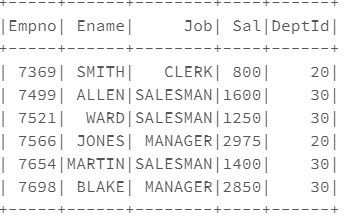 +-----+------+--------+----+------+
|Empno| Ename|     Job| Sal|DeptId|
+-----+------+--------+----+------+
| 7369| SMITH|   CLERK| 800|    20|
| 7499| ALLEN|SALESMAN|1600|    30|
| 7521|  WARD|SALESMAN|1250|    30|
| 7566| JONES| MANAGER|2975|    20|
| 7654|MARTIN|SALESMAN|1400|    30|
| 7698| BLAKE| MANAGER|2850|    30|
+-----+------+--------+----+------+